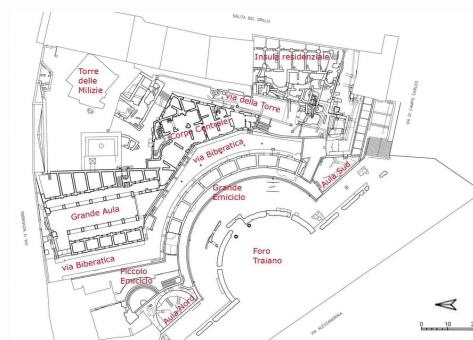 SALITA DEL GRILLO
Insula residenziale
Torre
delle
Milizie
via della Torre
VIA DI CAMPO CARLEO
Corpo Centrale
via Biberatica
Aula Sud
Grande
Emiciclo
Grande Aula
VIA IV NOVEMBRE
Foro
Traiano
via Biberatica
Piccolo
Emiciclo
Aula Nord
VIA ALESSANDRINA
0 10